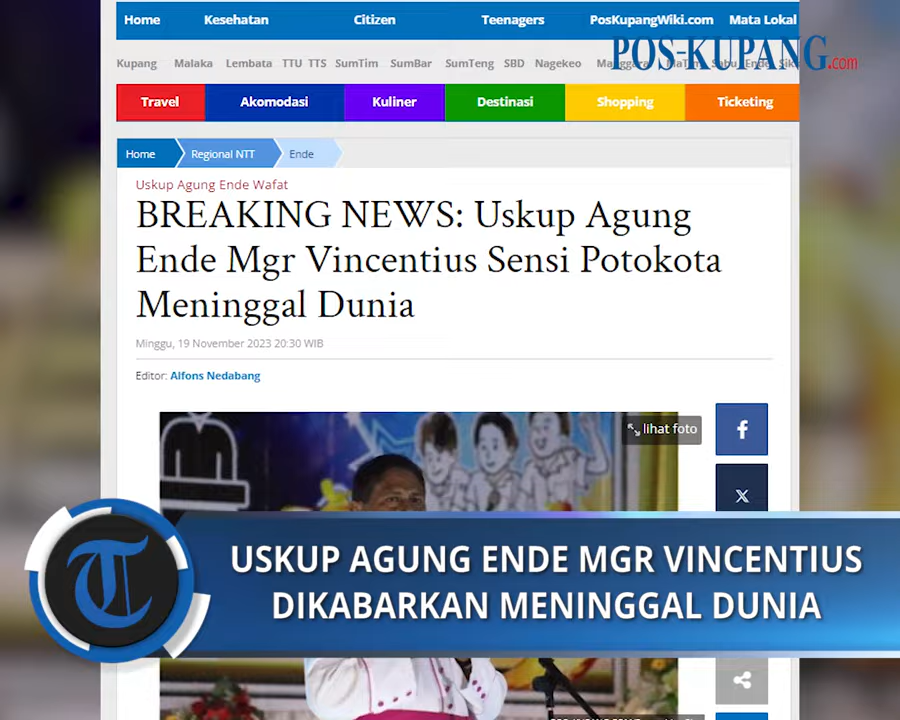 Home Kesehatan Citizen Teenagers PosKupangWiki.com Mata Lokal
POS-KUPANG.com
Kupang Malaka Lembata TTU TTS SumTim SumBar SumTeng SBD Nagekeo
Travel Akomodasi Kuliner Destinasi Shopping Ticketing
Home Regional NTT Ende
Uskup Agung Ende Wafat
BREAKING NEWS: Uskup Agung
Ende Mgr Vincentius Sensi Potokota
Meninggal Dunia
Minggu, 19 November 2023 20:30 WIB
Editor: Alfons Nedabang
lihat foto
USKUP AGUNG ENDE MGR VINCENTIUS
DIKABARKAN MENINGGAL DUNIA